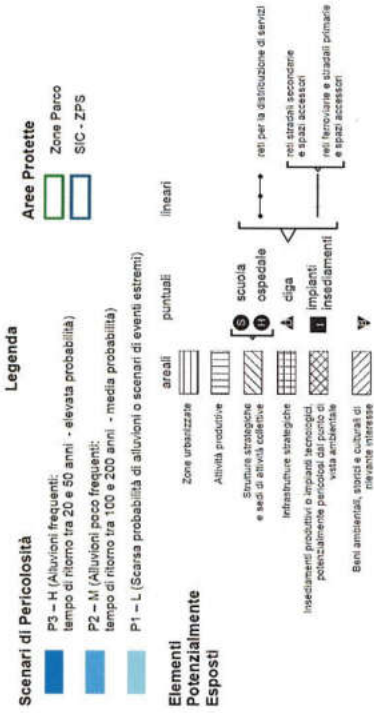 Legenda
Scenari di Pericolosità
P3 – H (Alluvioni frequenti:
tempo di ritorno tra 20 e 50 anni - elevata probabilità)
P2 – M (Alluvioni poco frequenti:
tempo di ritorno tra 100 e 200 anni - media probabilità)
P1 – L (Scarsa probabilità di alluvioni o scenari di eventi estremi)
Aree Protette
Zone Parco
SIC - ZPS
Elementi
Potenzialmente
Esposti
areali
puntuali
lineari
Zone urbanizzate
Attività produttive
Strutture strategiche
e sedi di attività collettive
Infrastrutture strategiche
Insediamenti produttivi o impianti tecnologici,
potenzialmente pericolosi dal punto di
vista ambientale
Beni ambientali, storici e culturali di
rilevante interesse
S scuola
H ospedale
diga
I impianti
insediamenti
reti per la distribuzione di servizi
reti stradali secondarie
e spazi accessori
reti ferroviarie e stradali primarie
e spazi accessori